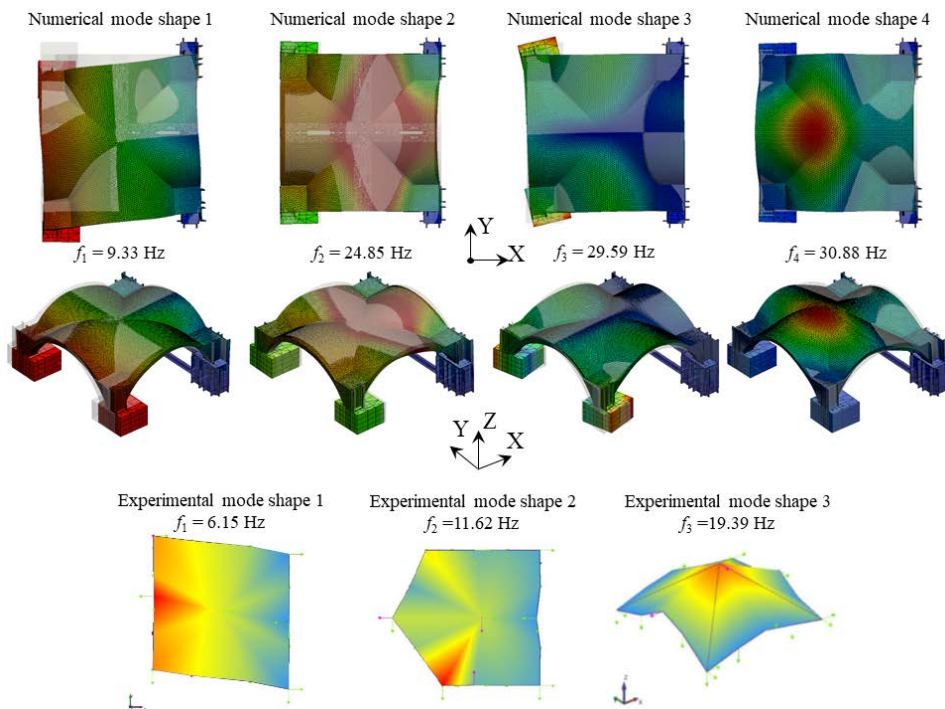 Numerical mode shape 1
Numerical mode shape 2
Numerical mode shape 3
Numerical mode shape 4
f₁ = 9.33 Hz
f₂ = 24.85 Hz
Y
X
f₃ = 29.59 Hz
f₄ = 30.88 Hz
Z
Y
X
Experimental mode shape 1
f₁ = 6.15 Hz
Experimental mode shape 2
f₂ =11.62 Hz
Experimental mode shape 3
f₃ =19.39 Hz